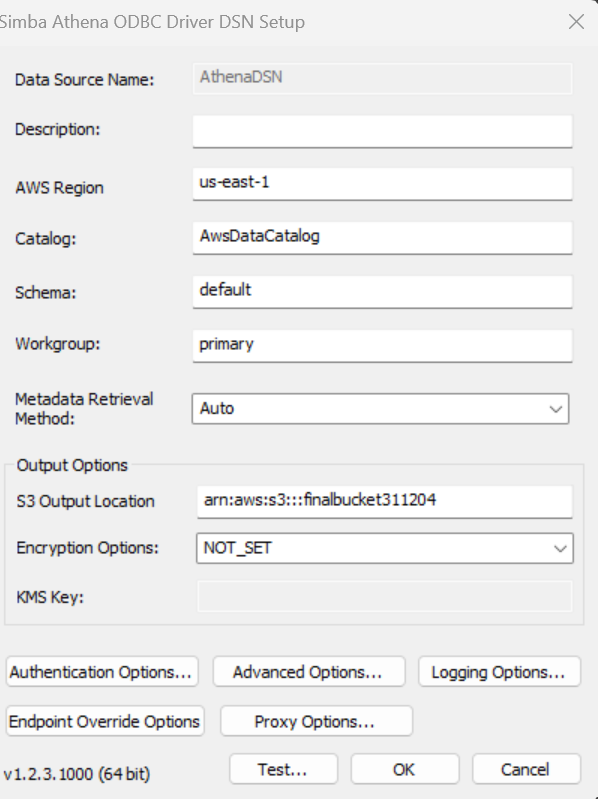 Simba Athena ODBC Driver DSN Setup
Data Source Name: AthenaDSN
Description:
AWS Region us-east-1
Catalog: AwsDataCatalog
Schema: default
Workgroup: primary
Metadata Retrieval
Method: Auto
Output Options
S3 Output Location arn:aws:s3:::finalbucket311204
Encryption Options: NOT_SET
KMS Key:
Authentication Options... Advanced Options... Logging Options...
Endpoint Override Options Proxy Options...
v1.2.3.1000 (64 bit) Test... OK Cancel